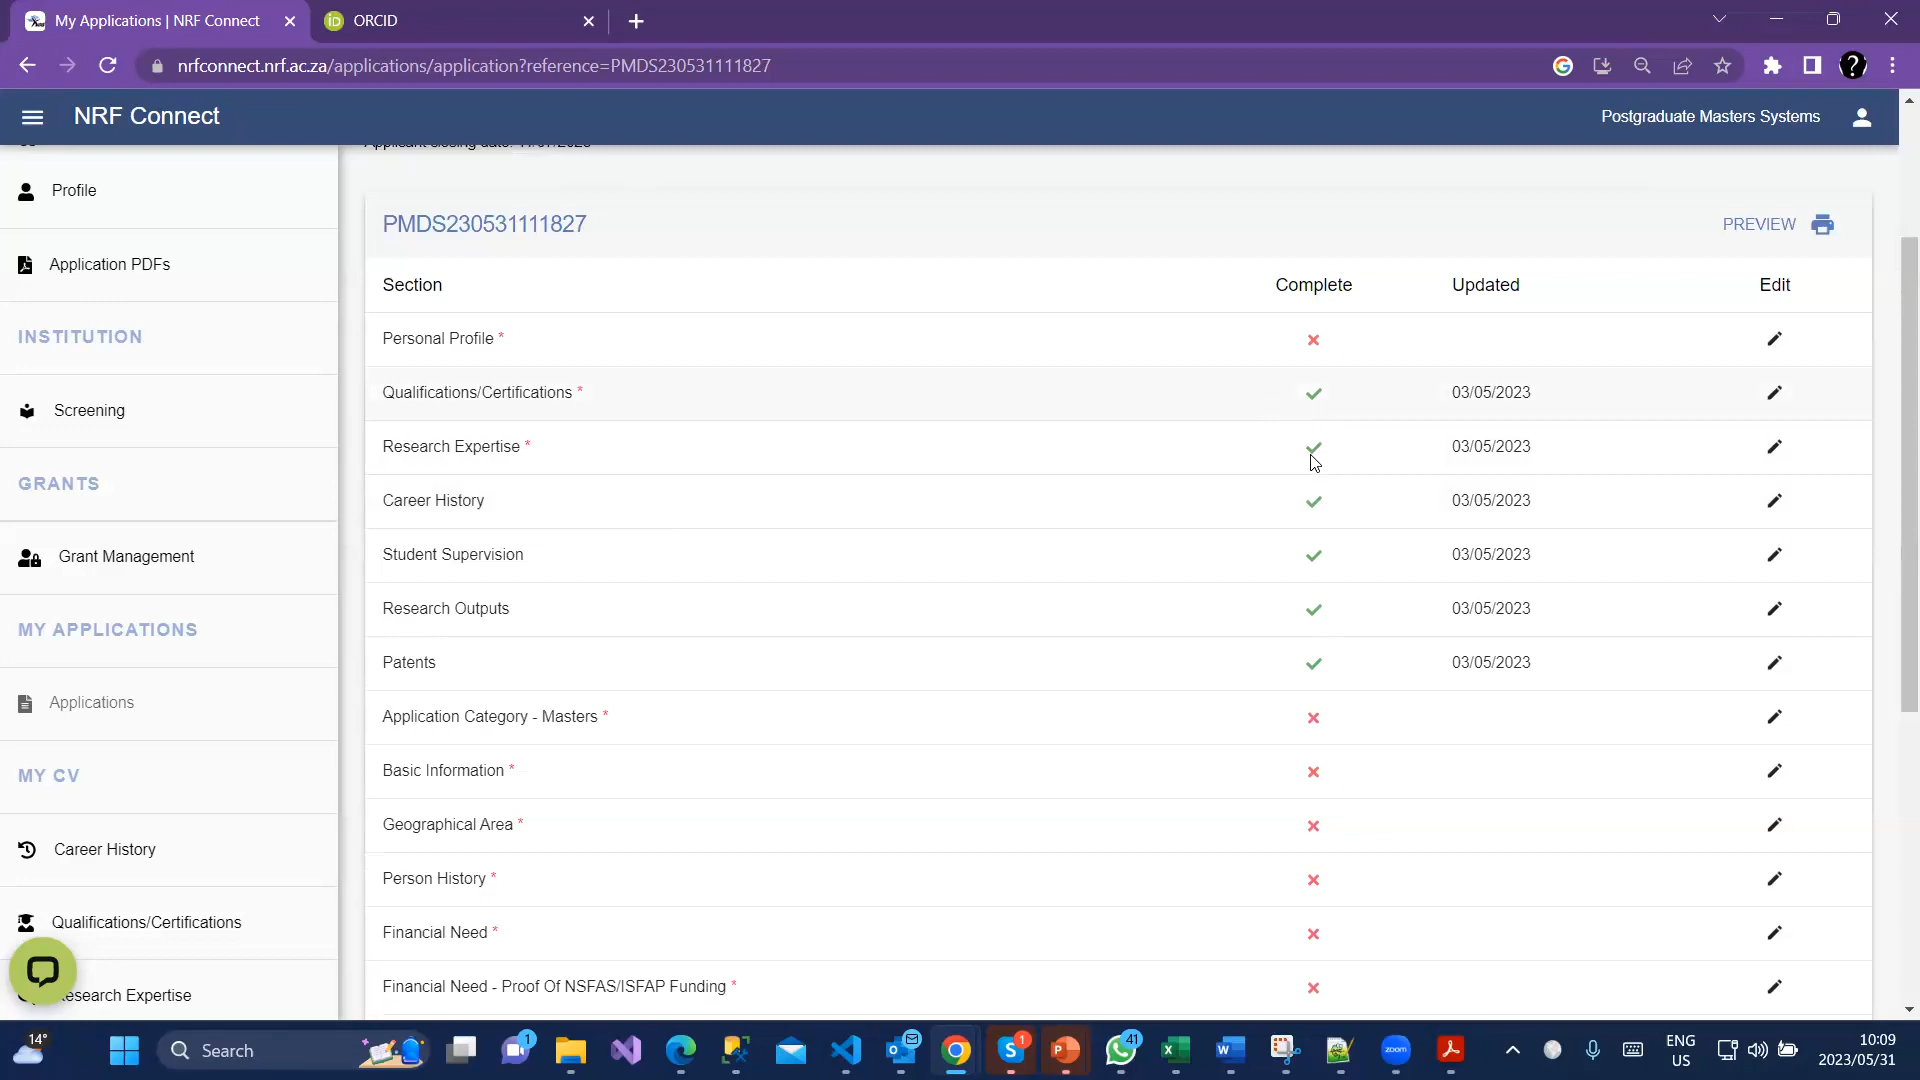 My Applications | NRF Connect
ORCID
nrfconnect.nrf.ac.za/applications/application?reference=PMDS230531111827
NRF Connect
Postgraduate Masters Systems
Profile
Application PDFs
INSTITUTION
Screening
GRANTS
Grant Management
MY APPLICATIONS
Applications
MY CV
Career History
Qualifications/Certifications
Research Expertise
PMDS230531111827
PREVIEW
Section Complete Updated Edit
Personal Profile *
Qualifications/Certifications * 03/05/2023
Research Expertise * 03/05/2023
Career History 03/05/2023
Student Supervision 03/05/2023
Research Outputs 03/05/2023
Patents 03/05/2023
Application Category - Masters *
Basic Information *
Geographical Area *
Person History *
Financial Need *
Financial Need - Proof Of NSFAS/ISFAP Funding *
14°
Search
1
1
41
zoom
ENG
US
10:09
2023/05/31